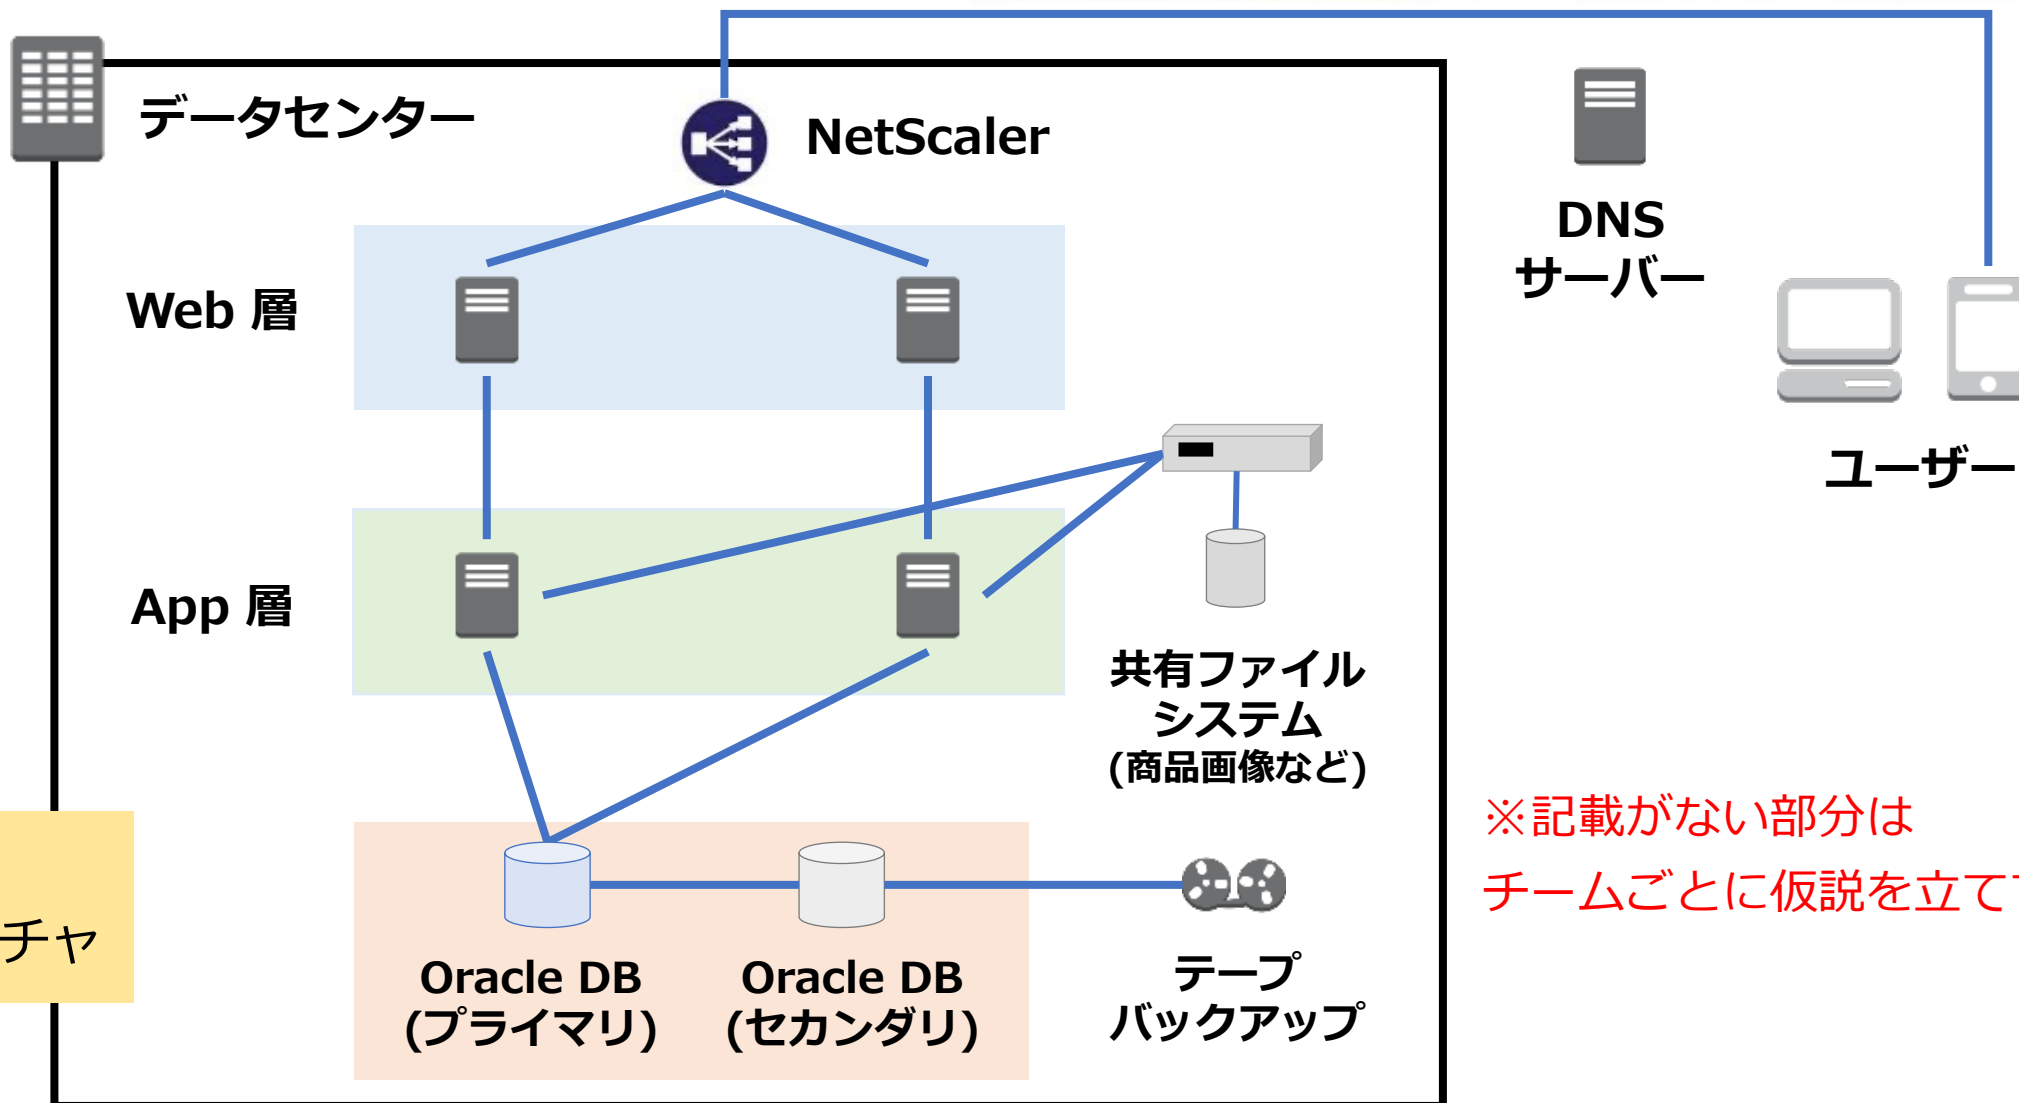 データセンター
NetScaler
DNS
サーバー
Web 層
ユーザー
App 層
共有ファイル
システム
(商品画像など)
※記載がない部分は
チームごとに仮説を立て
チャ
Oracle DB
(プライマリ)
Oracle DB
(セカンダリ)
テープ
バックアップ